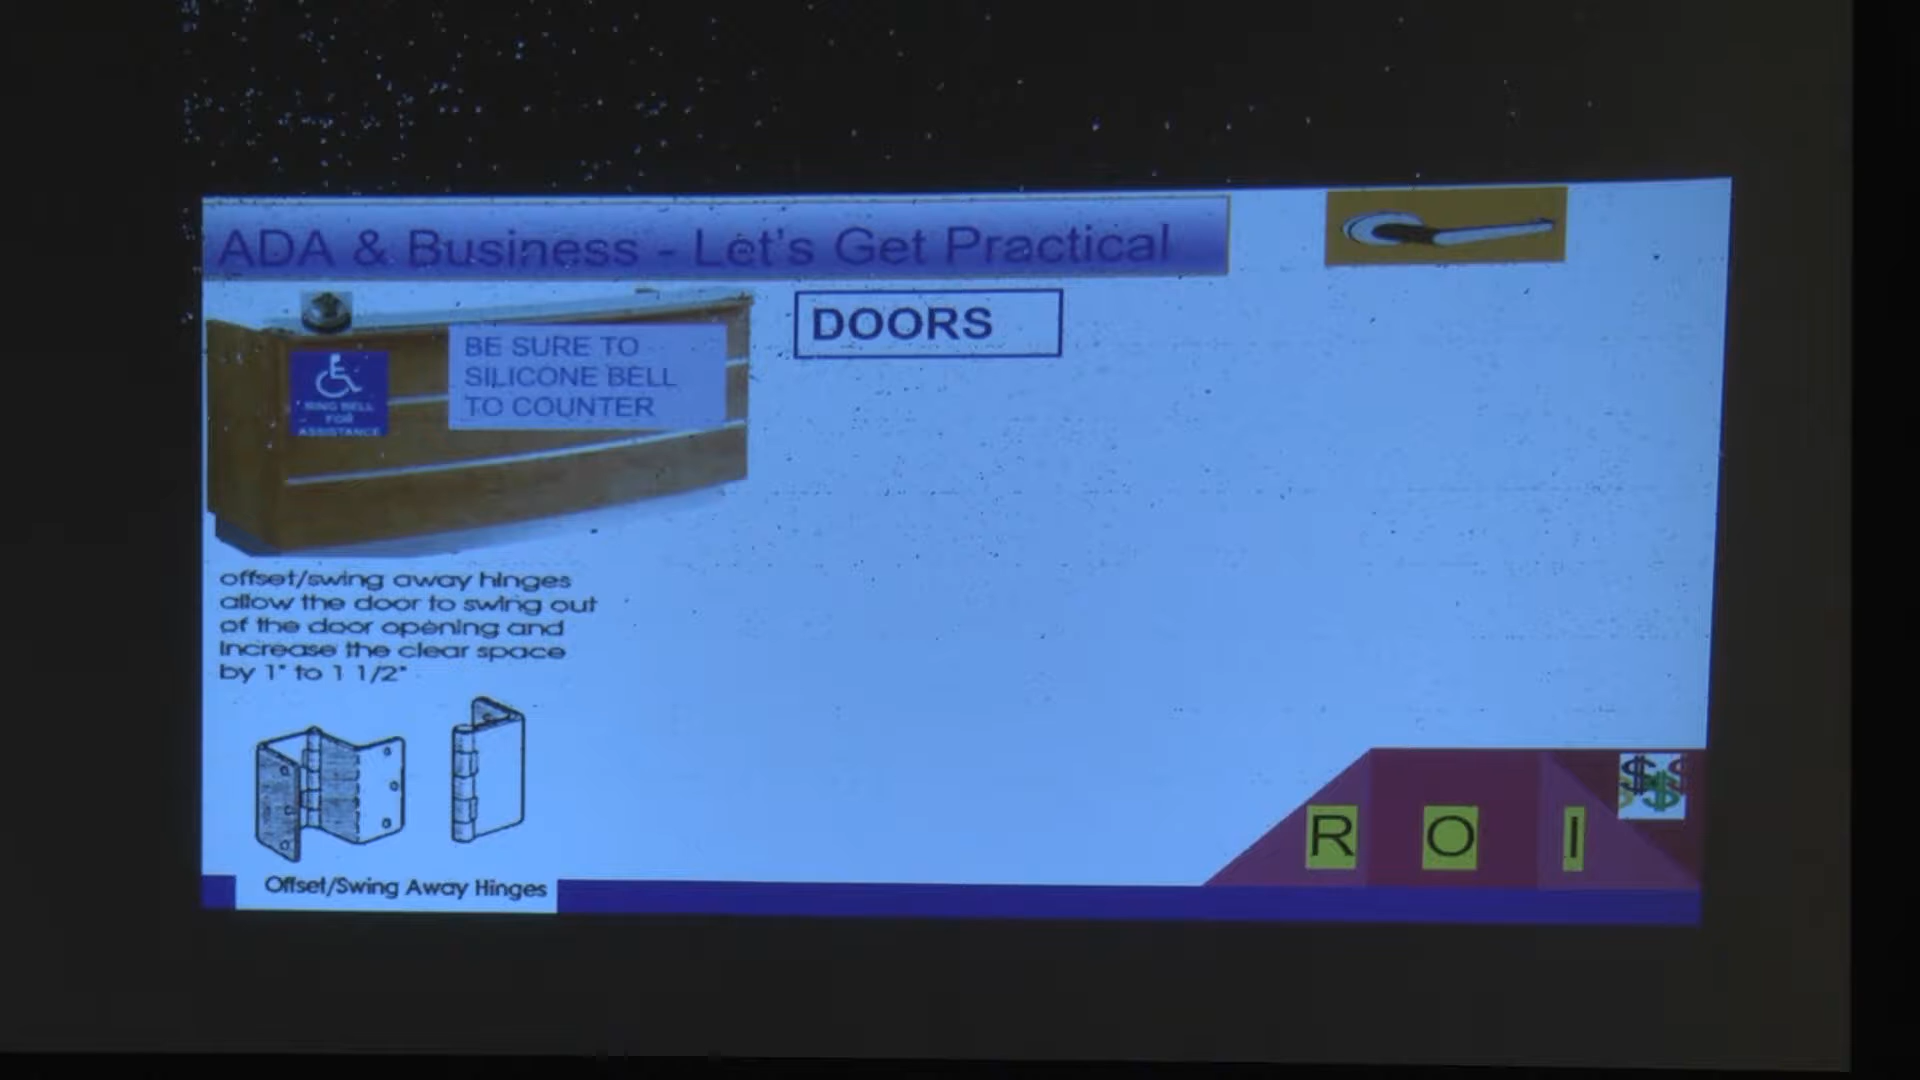 ADA & Business - Let's Get Practical
DOORS
BE SURE TO
SILICONE BELL
TO COUNTER
RING BELL
FOR
ASSISTANCE
offset/swing away hinges
allow the door to swing out
of the door opening and
increase the clear space
by 1" to 1 1/2"
Offset/Swing Away Hinges
R O I
$$$$